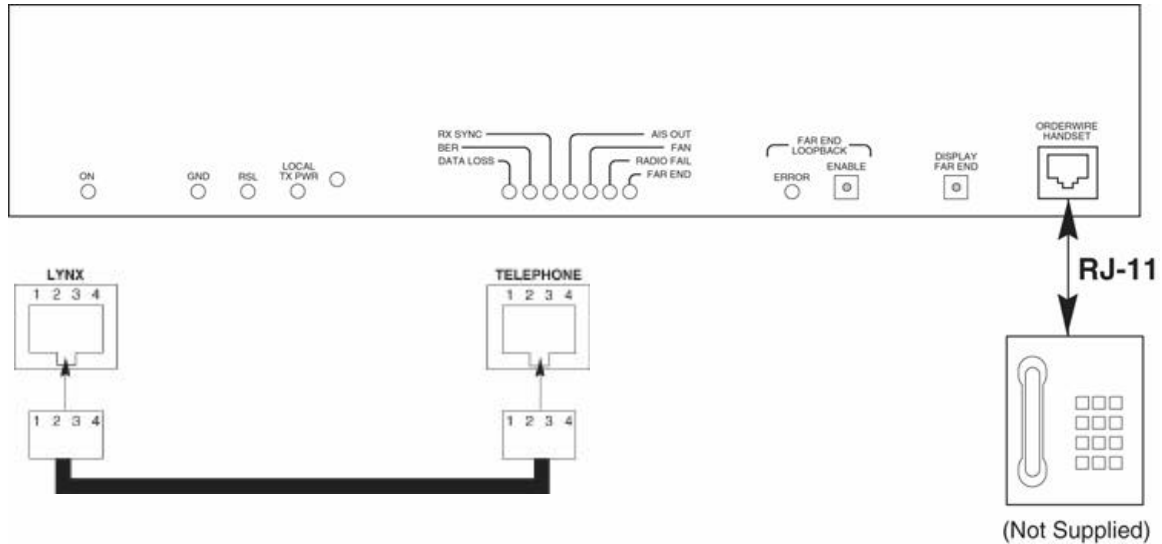 ORDERWIRE
HANDSET
RX SYNC
AIS OUT
BER
FAN
DATA LOSS
RADIO FAIL
FAR END
FAR END
LOOPBACK
ERROR
ENABLE
DISPLAY
FAR END
ON
GND
RSL
LOCAL
TX PWR
RJ-11
LYNX
1 2 3 4
1 2 3 4
TELEPHONE
1 2 3 4
1 2 3 4
(Not Supplied)